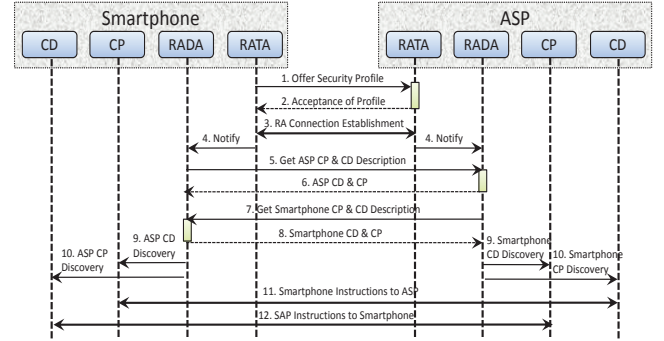 Smartphone
ASP
CD CP RADA RATA RATA RADA CP CD
1. Offer Security Profile
2. Acceptance of Profile
3. RA Connection Establishment
4. Notify
4. Notify
5. Get ASP CP & CD Description
6. ASP CD & CP
7. Get Smartphone CP & CD Description
8. Smartphone CD & CP
9. ASP CD
Discovery
10. ASP CP
Discovery
9. Smartphone
CD Discovery
10. Smartphone
CP Discovery
11. Smartphone Instructions to ASP
12. SAP Instructions to Smartphone